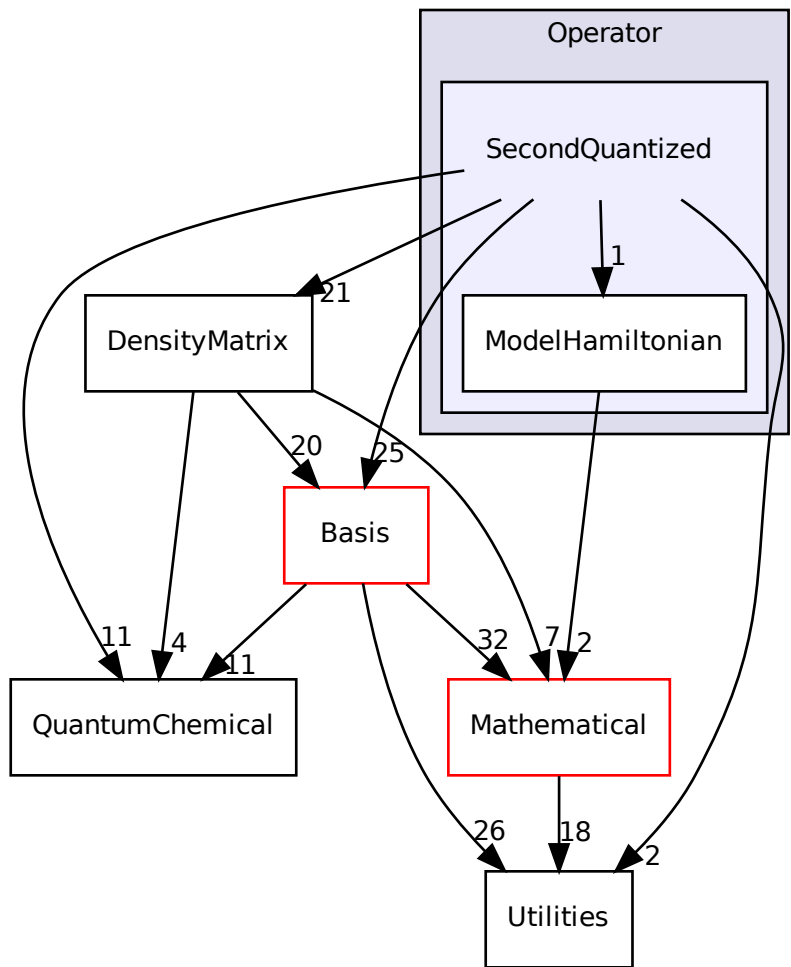 Operator
SecondQuantized
1
21
DensityMatrix
ModelHamiltonian
20
25
Basis
11
4
11
32
7
2
QuantumChemical
Mathematical
26
18
2
Utilities